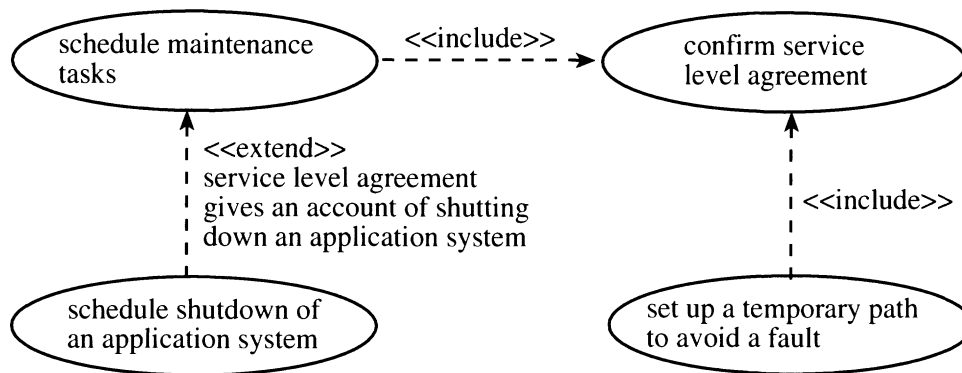 schedule maintenance
tasks
<<include>>
confirm service
level agreement
<<extend>>
service level agreement
gives an account of shutting
down an application system
<<include>>
schedule shutdown of
an application system
set up a temporary path
to avoid a fault